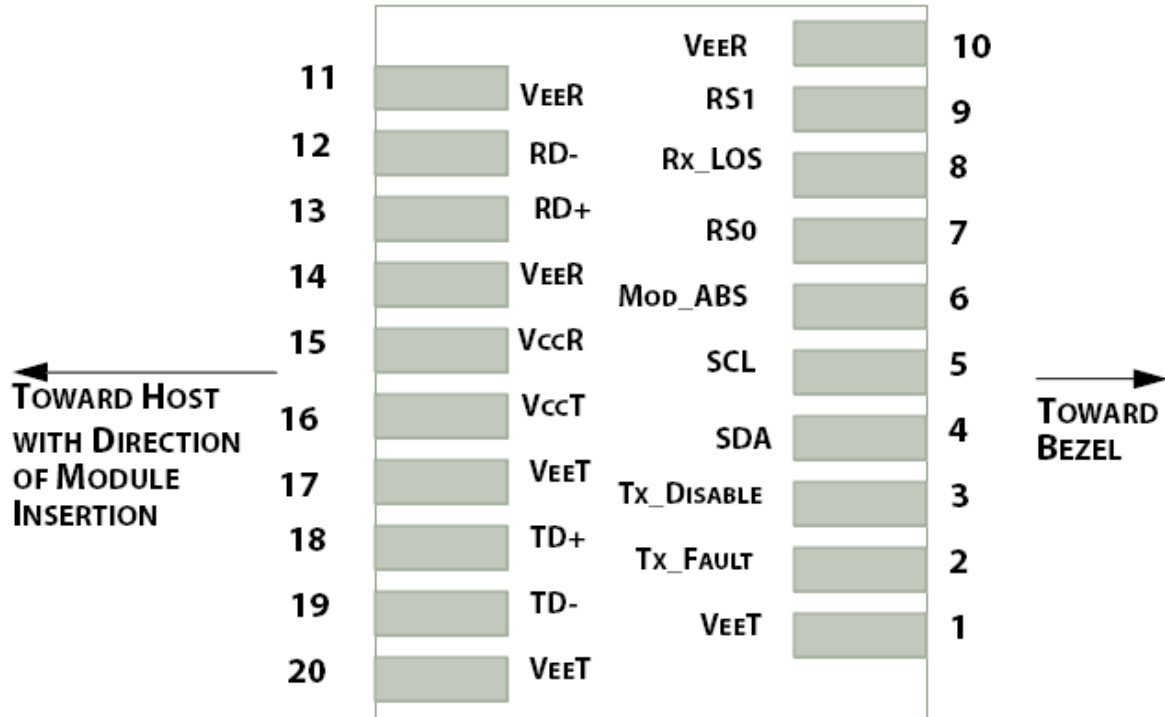 VEER 10
11 VEER
RS1 9
12 RD-
Rx_LOS 8
13 RD+
RS0 7
14 VEER
MOD_ABS 6
15 VccR
SCL 5
TOWARD HOST
WITH DIRECTION
OF MODULE
INSERTION
TOWARD
BEZEL
16 VccT
SDA 4
17 VEET
TX_DISABLE 3
18 TD+
TX_FAULT 2
19 TD-
VEET 1
20 VEET